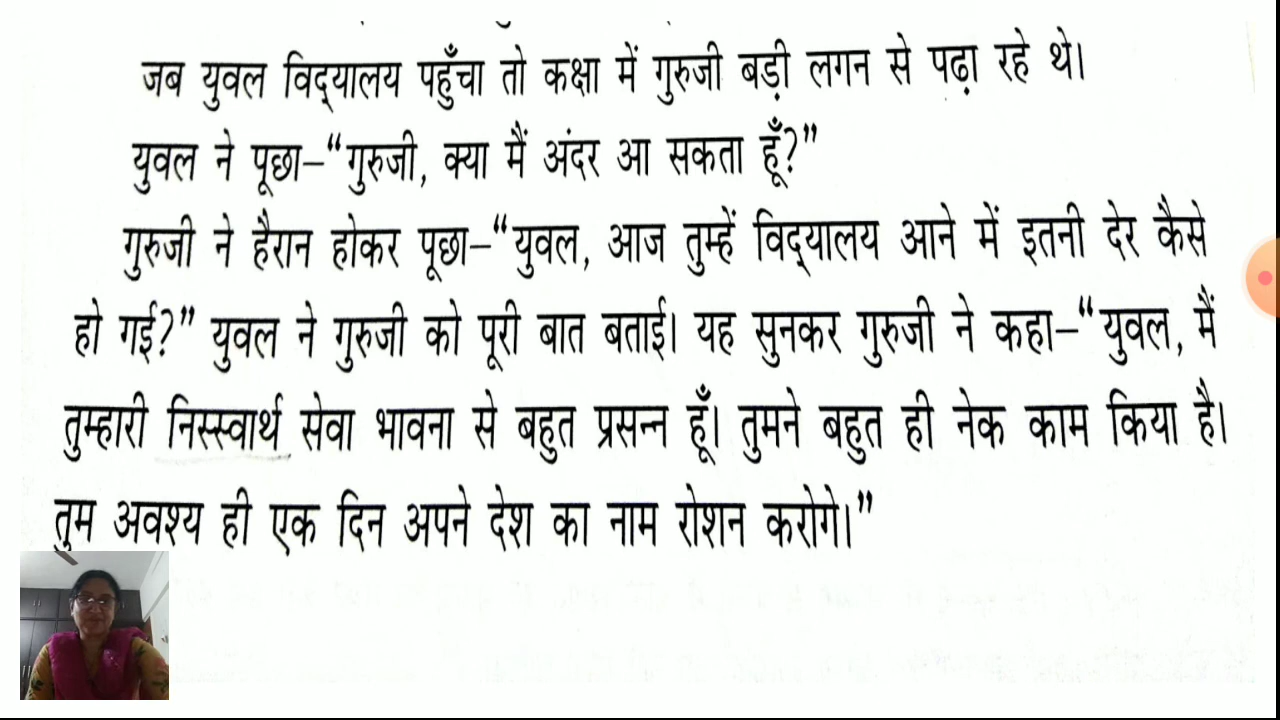 जब युवल विद्यालय पहुँचा तो कक्षा में गुरुजी बड़ी लगन से पढ़ा रहे थे।
युवल ने पूछा–“गुरुजी, क्या मैं अंदर आ सकता हूँ?”
गुरुजी ने हैरान होकर पूछा–“युवल, आज तुम्हें विद्यालय आने में इतनी देर कैसे
हो गई?” युवल ने गुरुजी को पूरी बात बताई। यह सुनकर गुरुजी ने कहा–“युवल, मैं
तुम्हारी निस्स्वार्थ सेवा भावना से बहुत प्रसन्न हूँ। तुमने बहुत ही नेक काम किया है।
तुम अवश्य ही एक दिन अपने देश का नाम रोशन करोगे।”